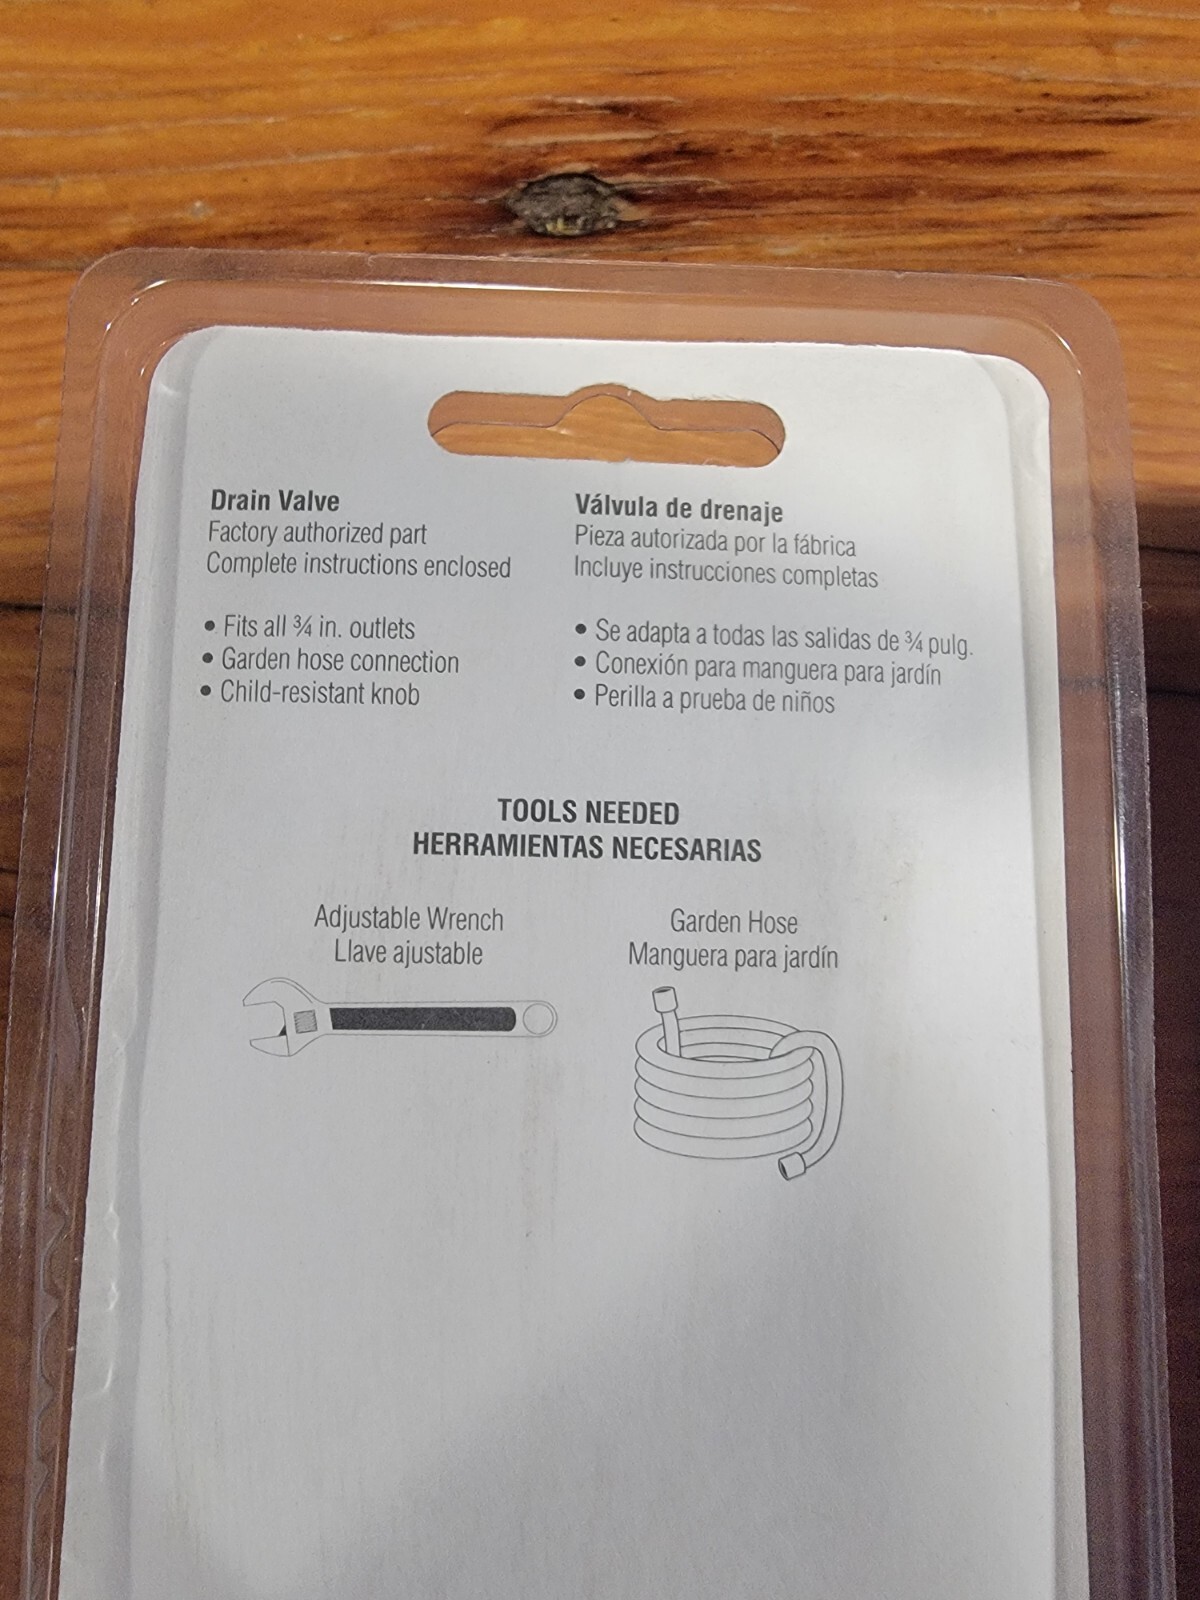 Drain Valve
Factory authorized part
Complete instructions enclosed
• Fits all ¾ in. outlets
• Garden hose connection
• Child-resistant knob
Válvula de drenaje
Pieza autorizada por la fábrica
Incluye instrucciones completas
• Se adapta a todas las salidas de ¾ pulg.
• Conexión para manguera para jardín
• Perilla a prueba de niños
TOOLS NEEDED
HERRAMIENTAS NECESARIAS
Adjustable Wrench
Llave ajustable
Garden Hose
Manguera para jardín